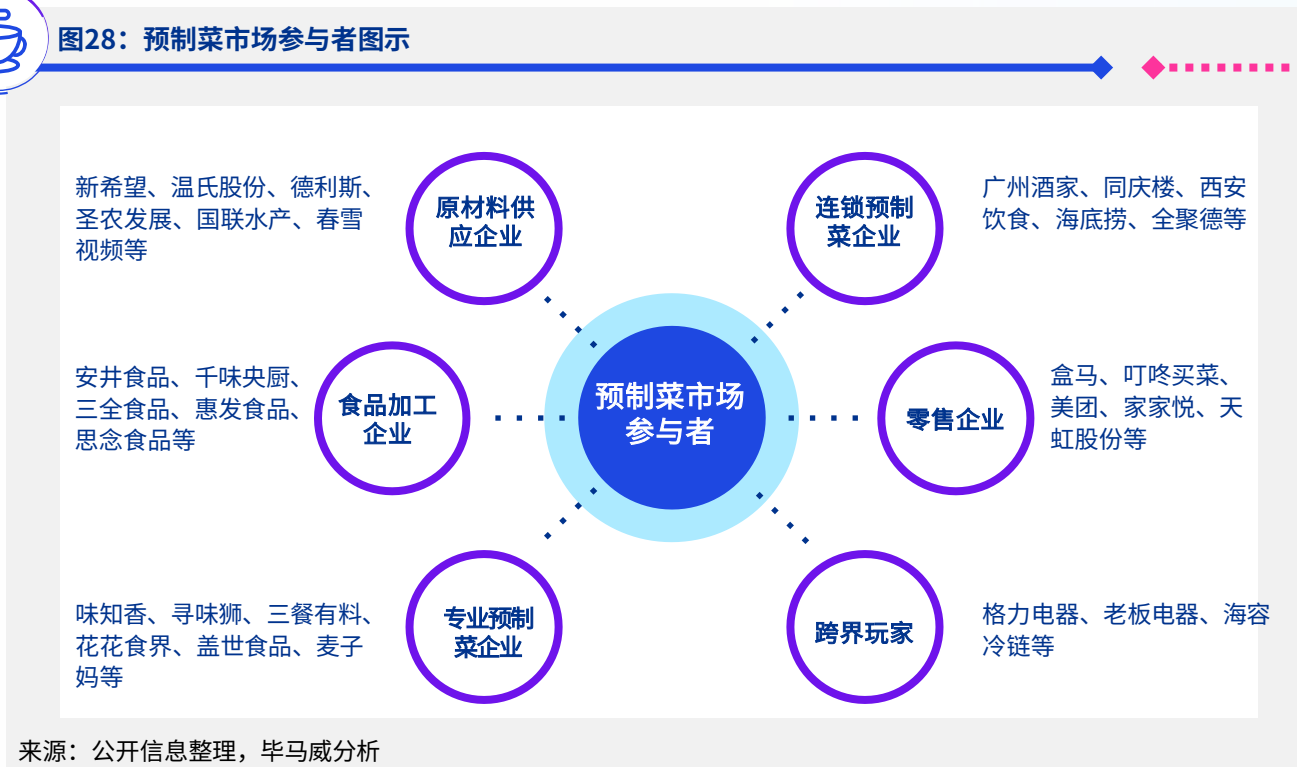 图28：预制菜市场参与者图示
新希望、温氏股份、德利斯、
圣农发展、国联水产、春雪
视频等
原材料供
应企业
连锁预制
菜企业
广州酒家、同庆楼、西安
饮食、海底捞、全聚德等
安井食品、千味央厨、
三全食品、惠发食品、
思念食品等
食品加工
企业
预制菜市场
参与者
零售企业
盒马、叮咚买菜、
美团、家家悦、天
虹股份等
味知香、寻味狮、三餐有料、
花花食界、盖世食品、麦子
妈等
专业预制
菜企业
跨界玩家
格力电器、老板电器、海容
冷链等
来源：公开信息整理，毕马威分析